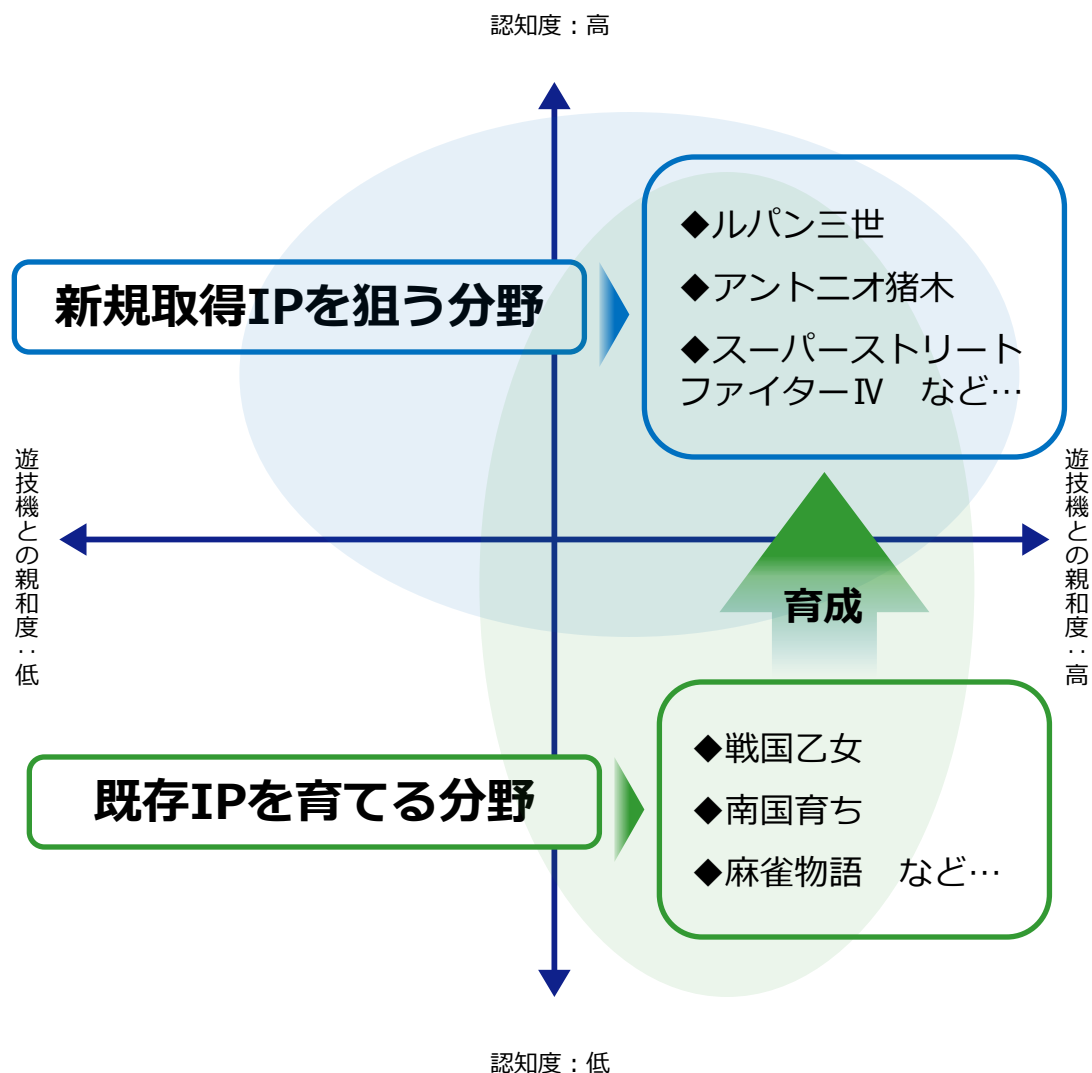 認知度：高
◆ルパン三世
◆アントニオ猪木
◆スーパーストリート
ファイターⅣ　など…
新規取得IPを狙う分野
遊技機との親和度：低
遊技機との親和度：高
育成
◆戦国乙女
◆南国育ち
◆麻雀物語　など…
既存IPを育てる分野
認知度：低